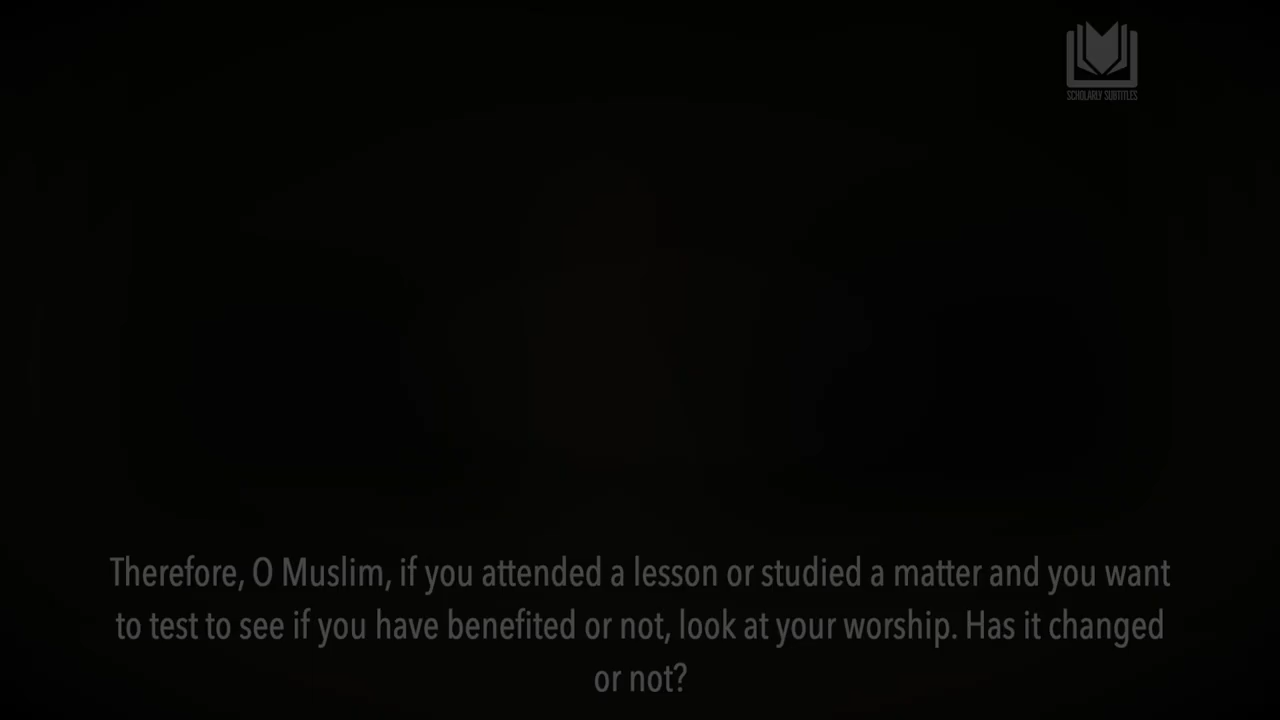 SCHOLARLY SUBTITLES
Therefore, O Muslim, if you attended a lesson or studied a matter and you want
to test to see if you have benefited or not, look at your worship. Has it changed
or not?